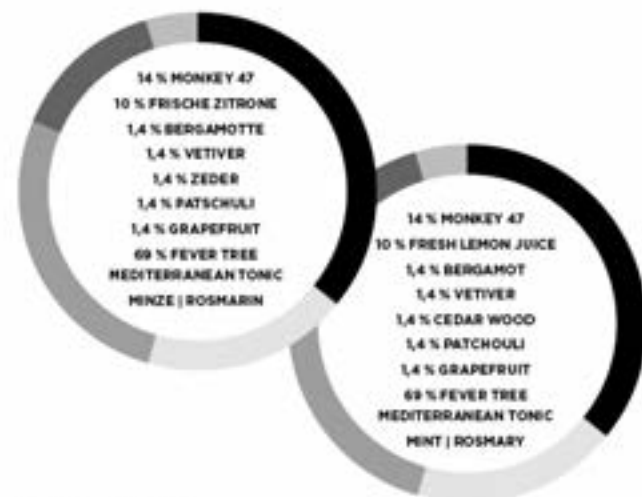 14 % MONKEY 47
10 % FRISCHE ZITRONE
1,4 % BERGAMOTTE
1,4 % VETIVER
1,4 % ZEDER
1,4 % PATSCHULI
1,4 % GRAPEFRUIT
69 % FEVER TREE
MEDITERRANEAN TONIC
MINZE | ROSMARIN
14 % MONKEY 47
10 % FRESH LEMON JUICE
1,4 % BERGAMOT
1,4 % VETIVER
1,4 % CEDAR WOOD
1,4 % PATCHOULI
1,4 % GRAPEFRUIT
69 % FEVER TREE
MEDITERRANEAN TONIC
MINT | ROSMARY